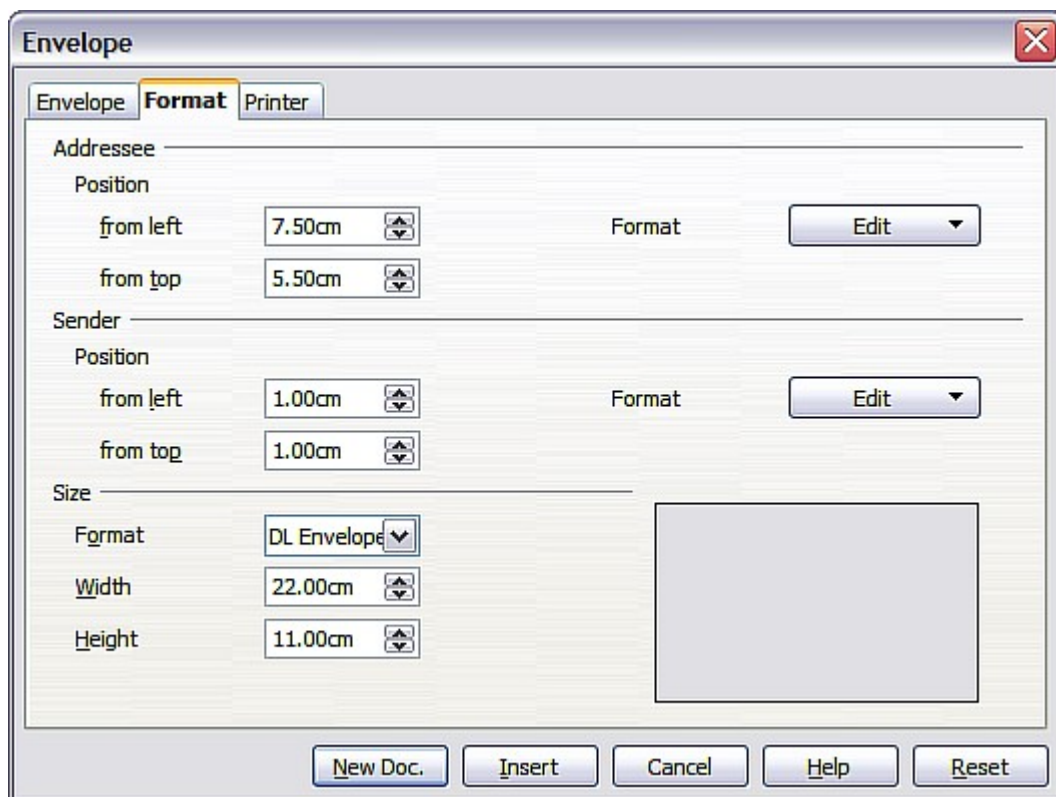 Envelope
Envelope Format Printer
Addressee
Position
from left 7.50cm Format Edit
from top 5.50cm
Sender
Position
from left 1.00cm Format Edit
from top 1.00cm
Size
Format DL Envelope
Width 22.00cm
Height 11.00cm
New Doc. Insert Cancel Help Reset